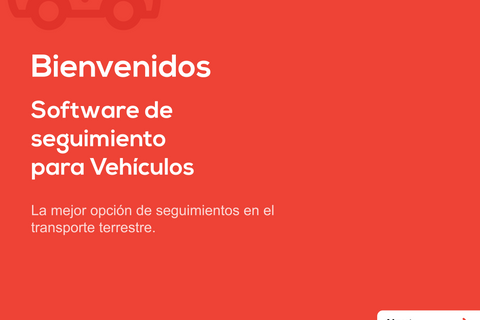 Bienvenidos
Software de
seguimiento
para Vehículos
La mejor opción de seguimientos en el
transporte terrestre.